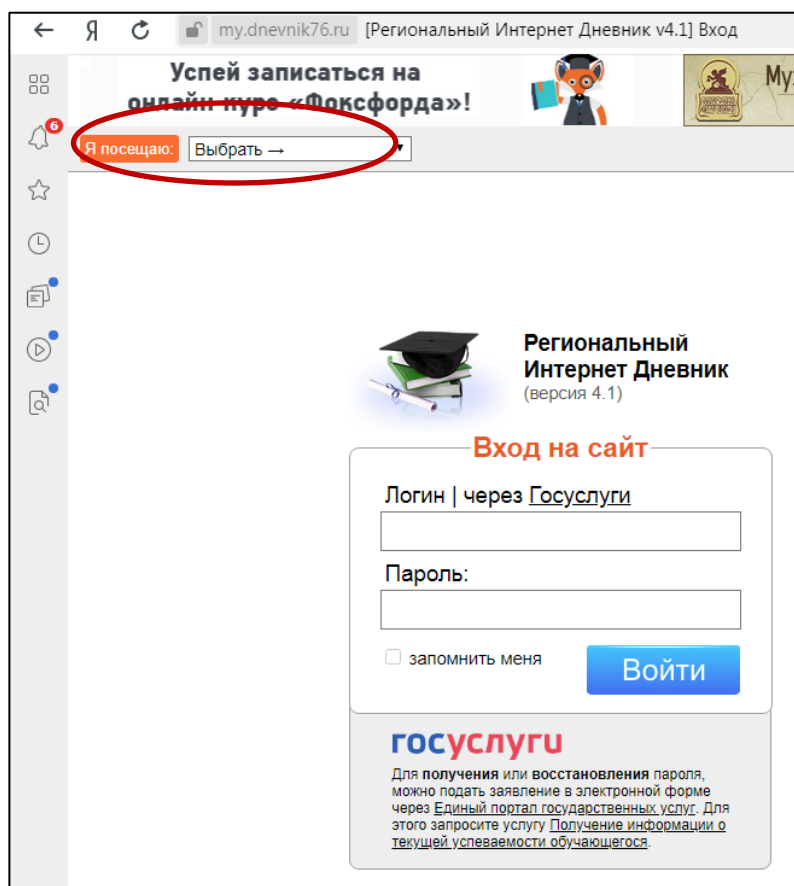 my.dnevnik76.ru [Региональный Интернет Дневник v4.1] Вход
Успей записаться на
онлайн-курс «Фоксфорда»!
6
Я посещаю: Выбрать →
Региональный
Интернет Дневник
(версия 4.1)
Вход на сайт
Логин | через Госуслуги
Пароль:
запомнить меня
Войти
госуслуги
Для получения или восстановления пароля,
можно подать заявление в электронной форме
через Единый портал государственных услуг. Для
этого запросите услугу Получение информации о
текущей успеваемости обучающегося.